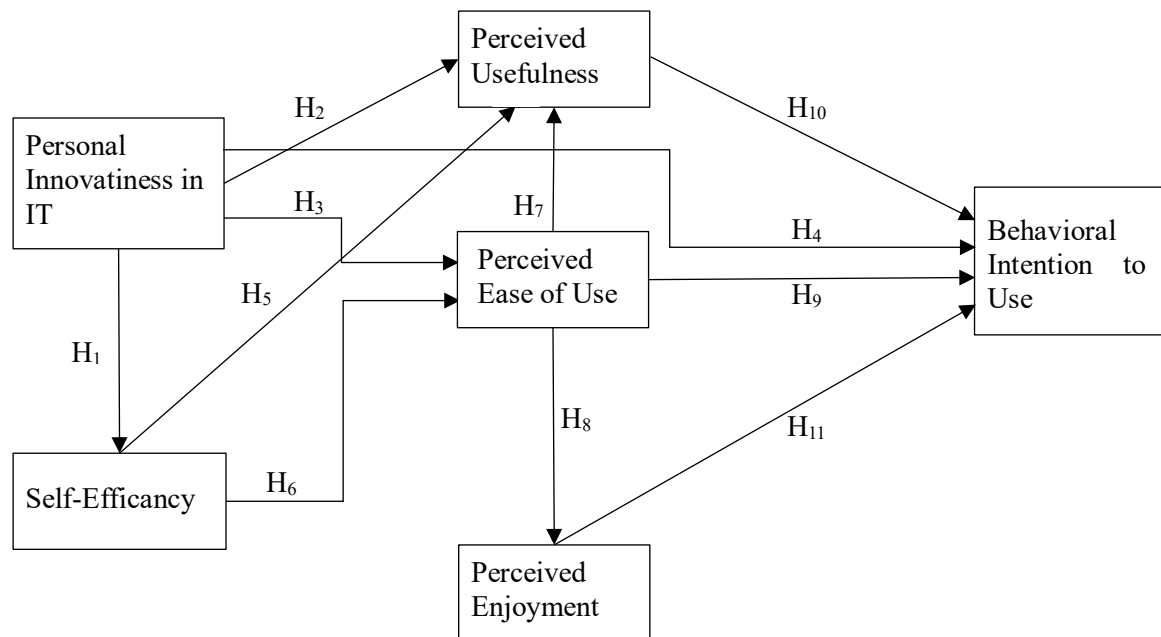 Perceived
Usefulness
H2
H10
Personal
Innovatiness in
IT
H3
H7
H4
Perceived
Ease of Use
Behavioral
Intention to
Use
H5
H9
H1
H8
H11
Self-Efficancy
H6
Perceived
Enjoyment